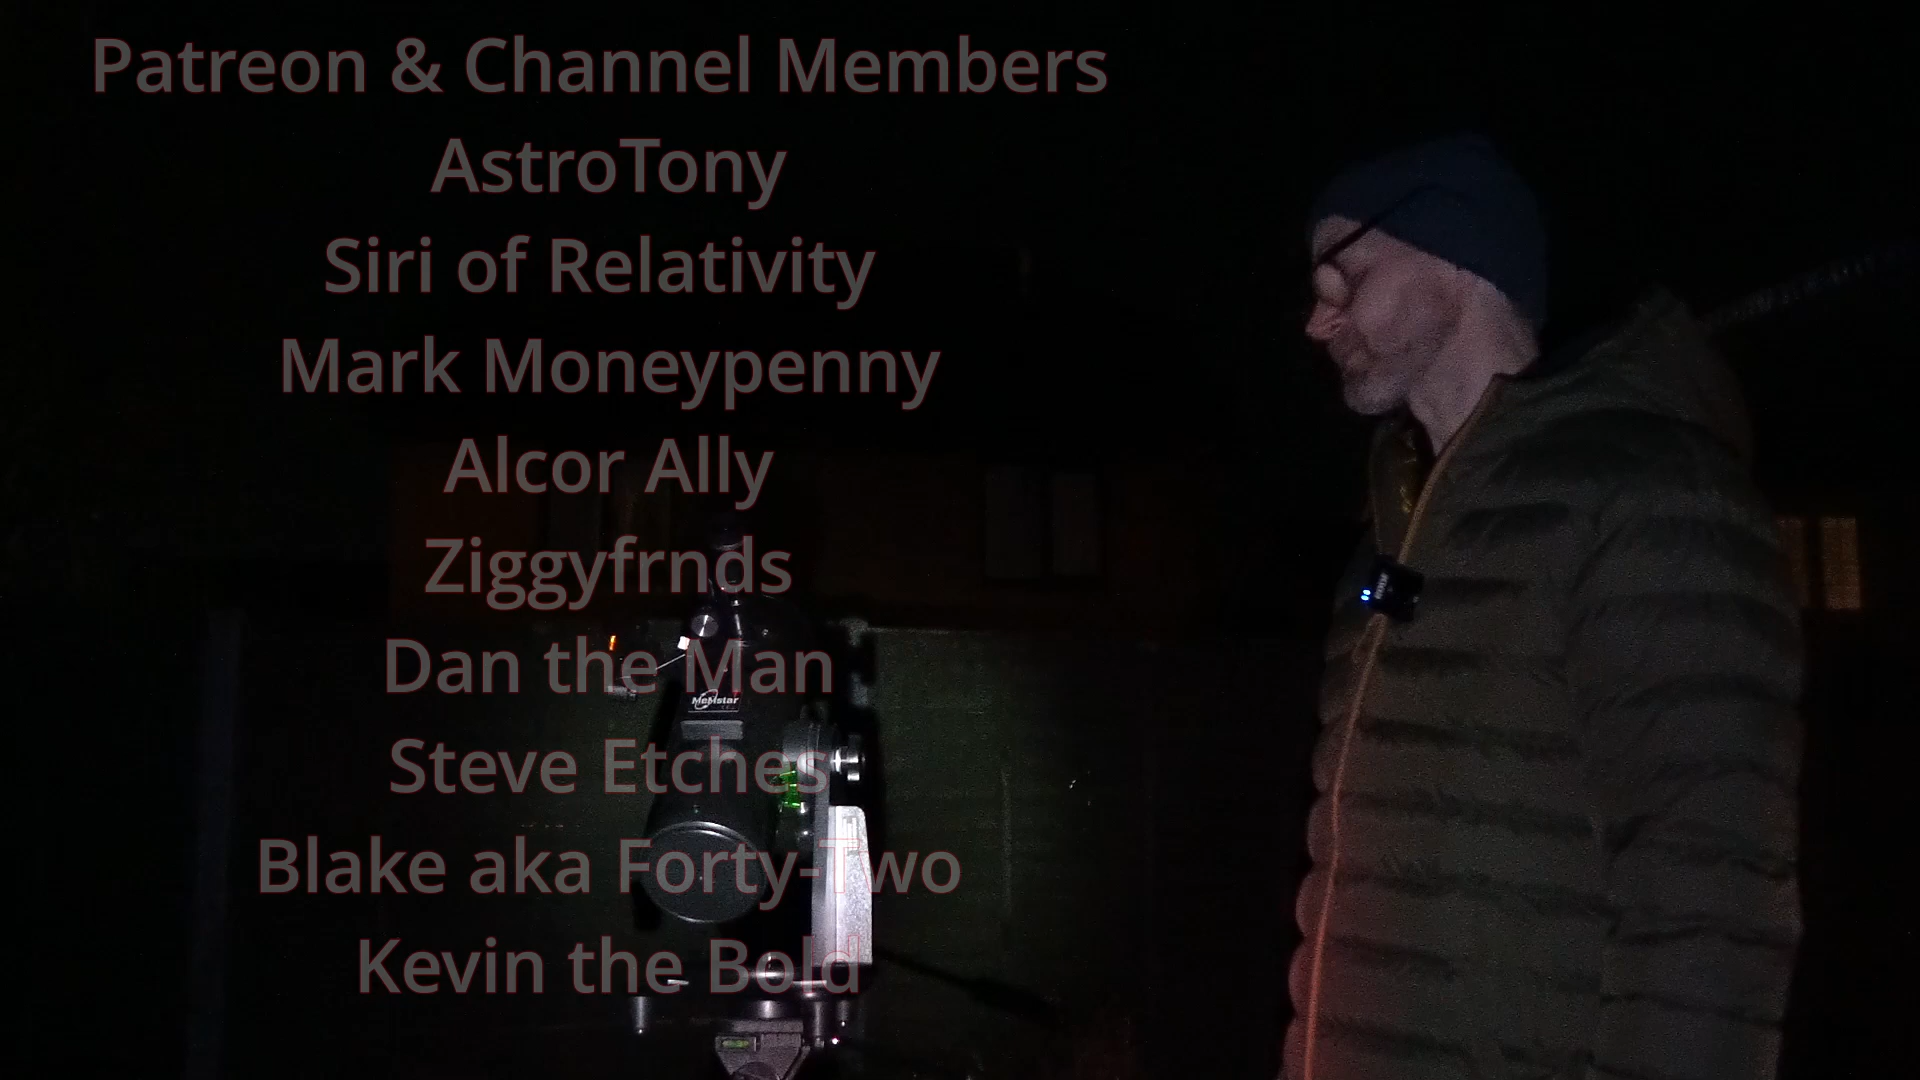 Patreon & Channel Members
AstroTony
Siri of Relativity
Mark Moneypenny
Alcor Ally
Ziggyfrnds
Dan the Man
Steve Etches
Blake aka Forty-Two
Kevin the Bold